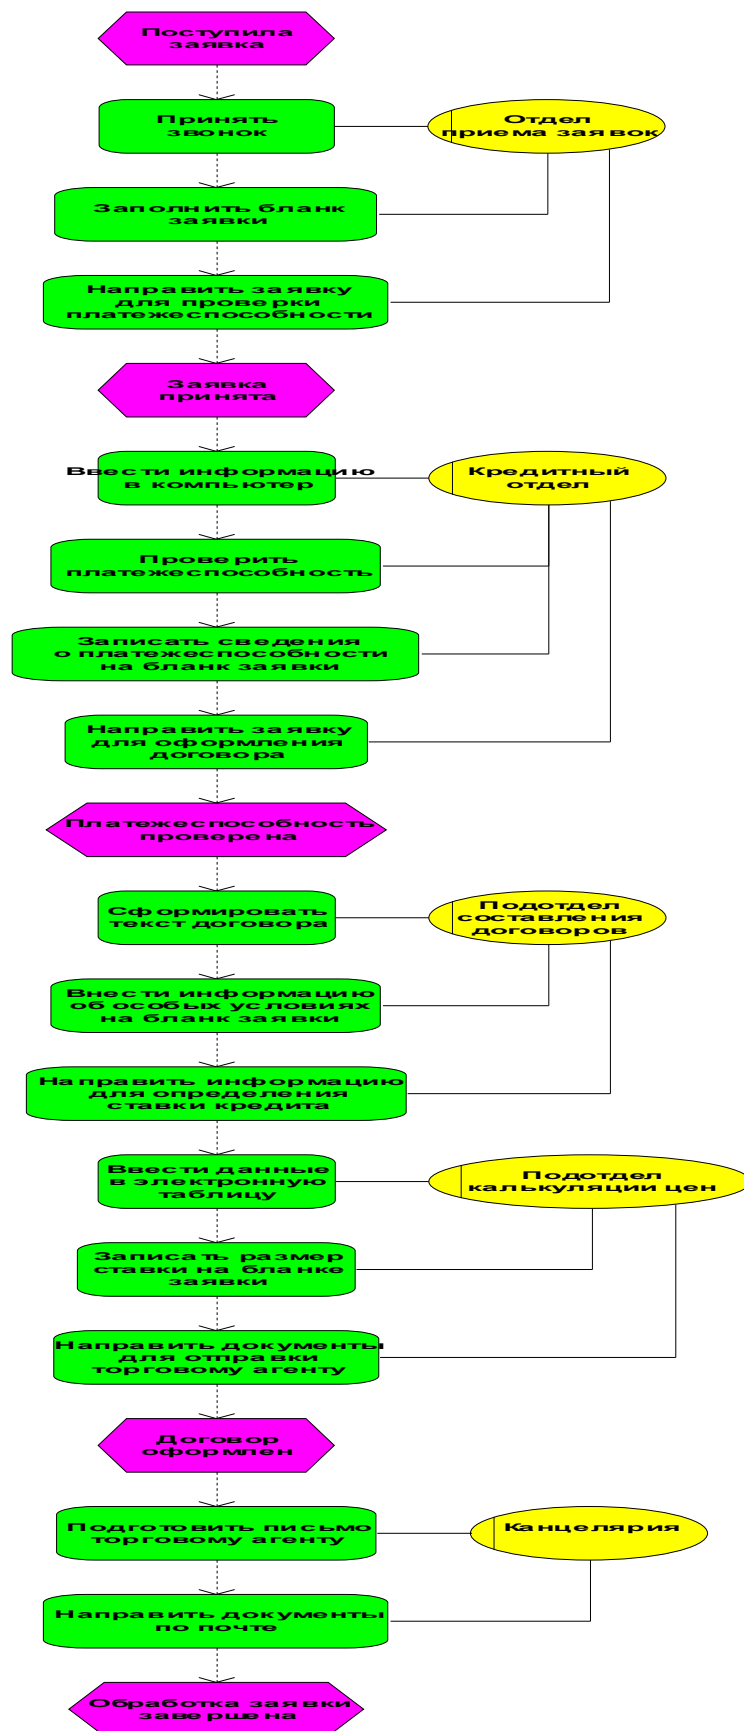 Поступила
заявка
Принять
звонок
Отдел
приема заявок
Заполнить бланк
заявки
Направить заявку
для проверки
платежеспособности
Заявка
принята
Ввести информацию
в компьютер
Кредитный
отдел
Проверить
платежеспособность
Записать сведения
о платежеспособности
на бланк заявки
Направить заявку
для оформления
договора
Платежеспособность
проверена
Сформировать
текст договора
Подотдел
составления
договоров
Внести информацию
об особых условиях
на бланк заявки
Направить информацию
для определения
ставки кредита
Ввести данные
в электронную
таблицу
Подотдел
калькуляции цен
Записать размер
ставки на бланке
заявки
Направить документы
для отправки
торговому агенту
Договор
оформлен
Подготовить письмо
торговому агенту
Канцелярия
Направить документы
по почте
Обработка заявки
завершена